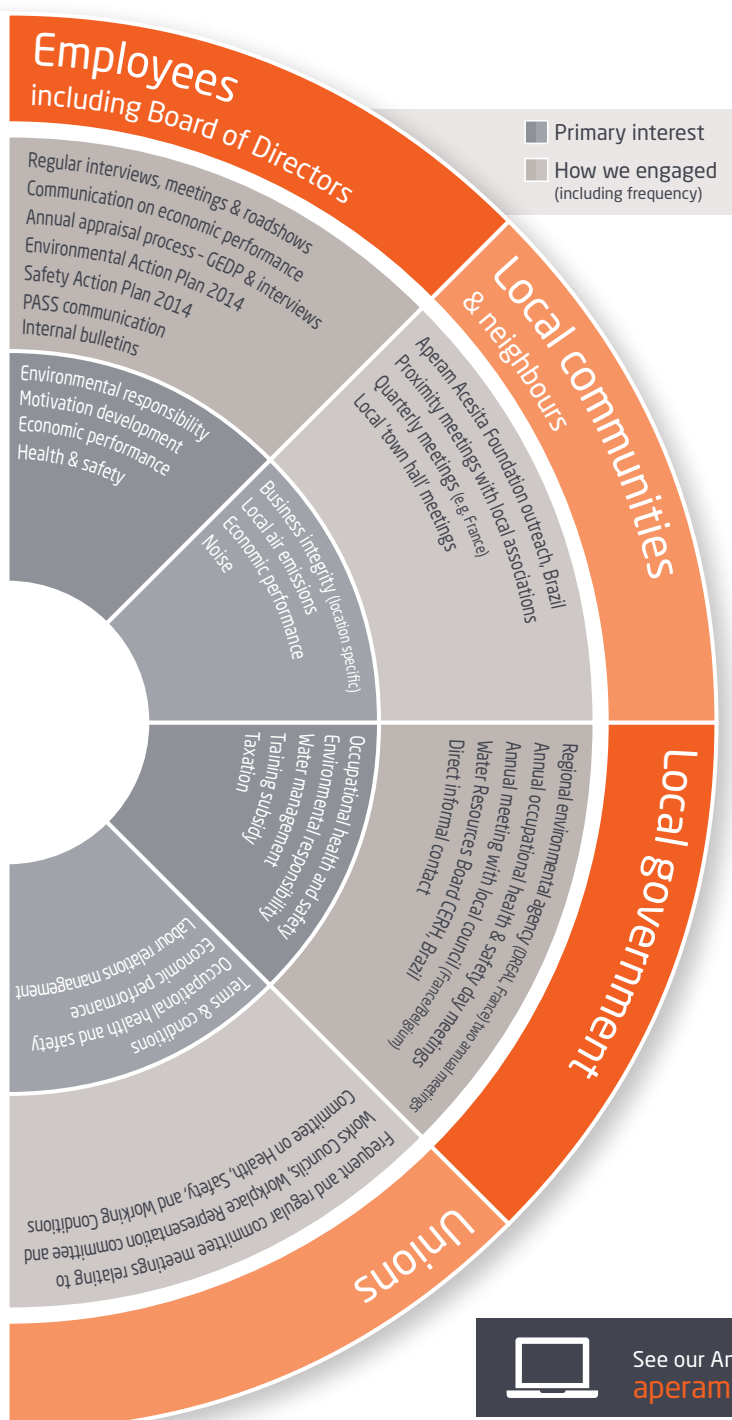 Employees
including Board of Directors
Primary interest
How we engaged
(including frequency)
Regular interviews, meetings & roadshows
Communication on economic performance
Annual appraisal process – GEDP & interviews
Environmental Action Plan 2014
Safety Action Plan 2014
PASS communication
Internal bulletins
Environmental responsibility
Motivation development
Economic performance
Health & safety
Local communities
& neighbours
Aperam Acesita Foundation outreach, Brazil
Proximity meetings with local associations
Quarterly meetings (e.g. France)
Local ‘town hall’ meetings
Business integrity (location specific)
Local air emissions
Economic performance
Noise
Local government
Regional environmental agency (DREAL, France) two annual meetings
Annual occupational health & safety day meetings
Annual meeting with local council (France/Belgium)
Water Resources Board CERH, Brazil
Direct informal contact
Occupational health and safety
Environmental responsibility
Water management
Training subsidy
Taxation
Unions
Frequent and regular committee meetings relating to
Works Councils, Workplace Representation committee and
Committee on Health, Safety, and Working Conditions
Terms & conditions
Occupational health and safety
Economic performance
Labour relations management
See our An
aperam